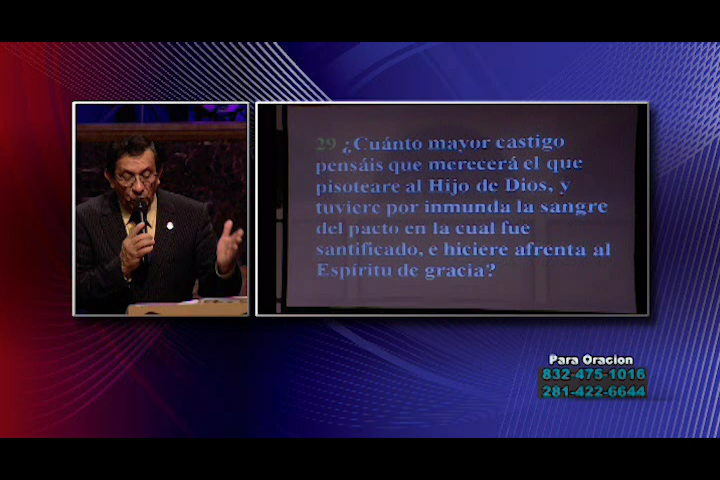 29 ¿Cuánto mayor castigo
pensáis que merecerá el que
pisoteare al Hijo de Dios, y
tuviere por inmunda la sangre
del pacto en la cual fue
santificado, e hiciere afrenta al
Espíritu de gracia?
Para Oracion
832-475-1016
281-422-6644